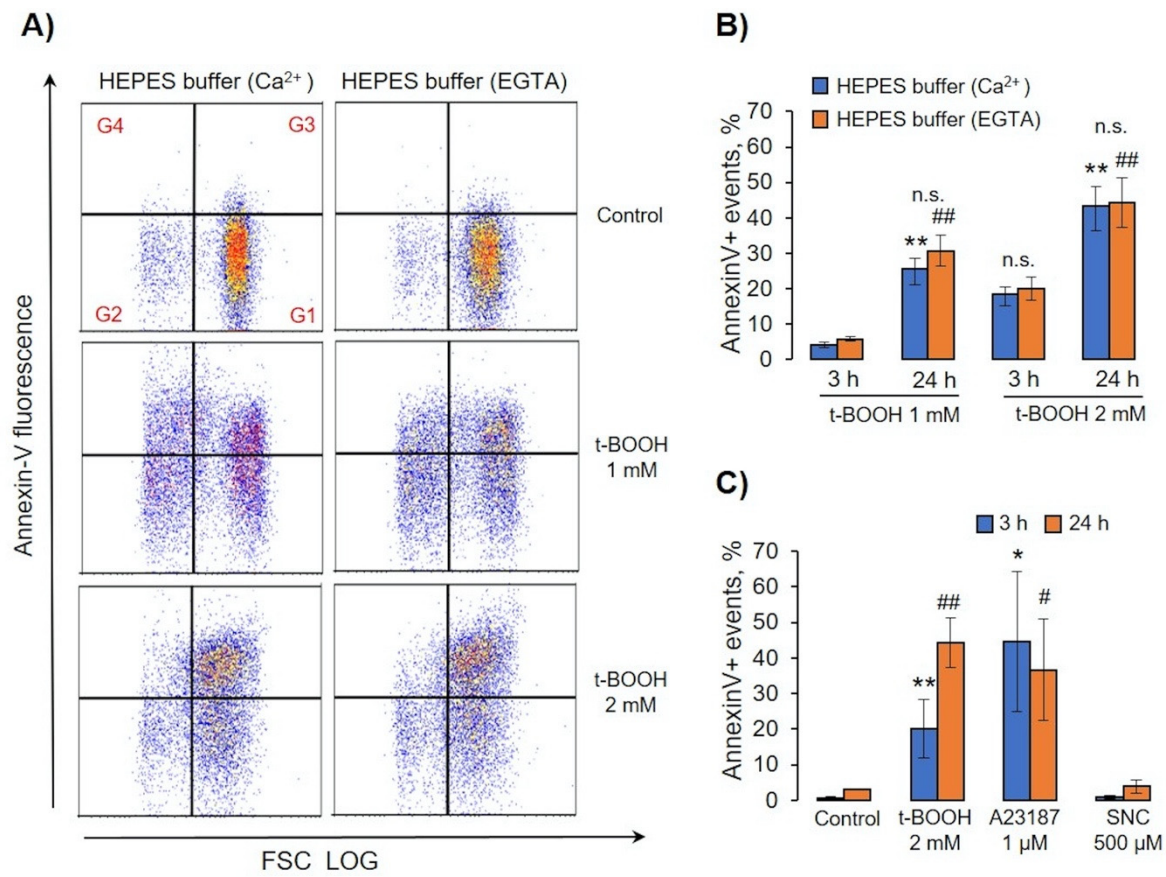 A)
HEPES buffer (Ca²⁺)
HEPES buffer (EGTA)
G4
G3
G2
G1
Control
t-BOOH
1 mM
t-BOOH
2 mM
Annexin-V fluorescence
FSC LOG
B)
HEPES buffer (Ca²⁺)
HEPES buffer (EGTA)
AnnexinV+ events, %
70
60
50
40
30
20
10
0
n.s.
** ##
n.s.
n.s.
** ##
3 h 24 h 3 h 24 h
t-BOOH 1 mM t-BOOH 2 mM
C)
3 h 24 h
AnnexinV+ events, %
70
60
50
40
30
20
10
0
** ## * #
Control t-BOOH A23187 SNC
2 mM 1 µM 500 µM